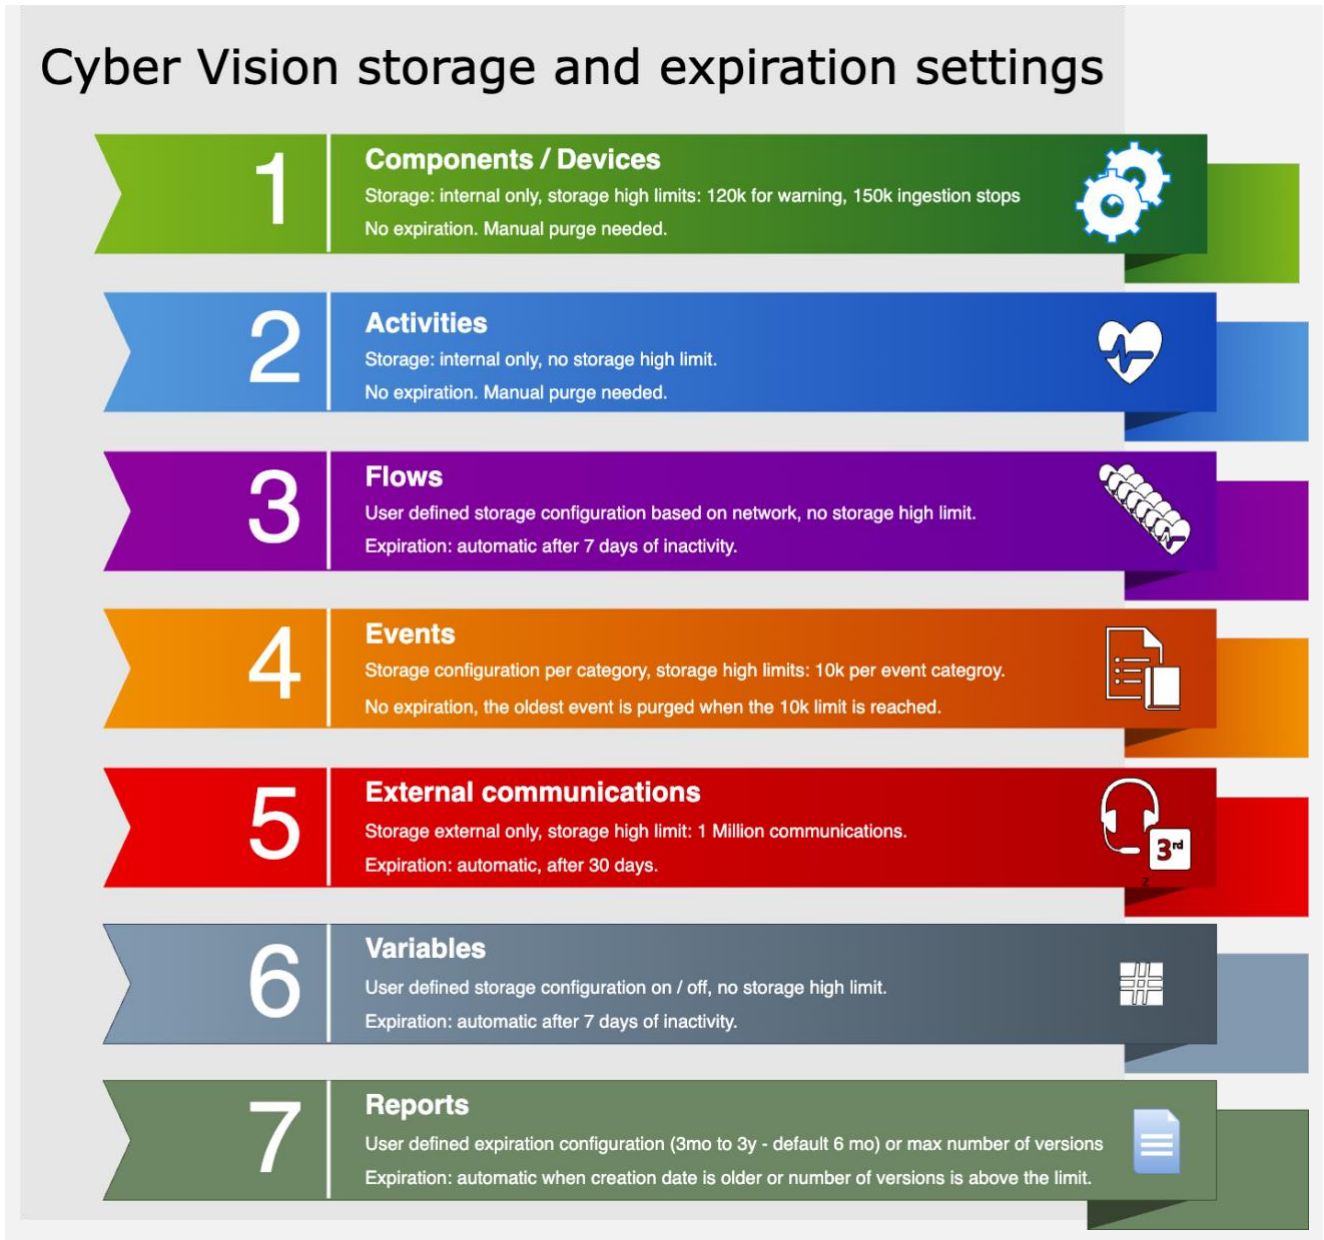 Cyber Vision storage and expiration settings
1
Components / Devices
Storage: internal only, storage high limits: 120k for warning, 150k ingestion stops
No expiration. Manual purge needed.
2
Activities
Storage: internal only, no storage high limit.
No expiration. Manual purge needed.
3
Flows
User defined storage configuration based on network, no storage high limit.
Expiration: automatic after 7 days of inactivity.
4
Events
Storage configuration per category, storage high limits: 10k per event categroy.
No expiration, the oldest event is purged when the 10k limit is reached.
5
External communications
Storage external only, storage high limit: 1 Million communications.
Expiration: automatic, after 30 days.
3rd
z
6
Variables
User defined storage configuration on / off, no storage high limit.
Expiration: automatic after 7 days of inactivity.
7
Reports
User defined expiration configuration (3mo to 3y - default 6 mo) or max number of versions
Expiration: automatic when creation date is older or number of versions is above the limit.